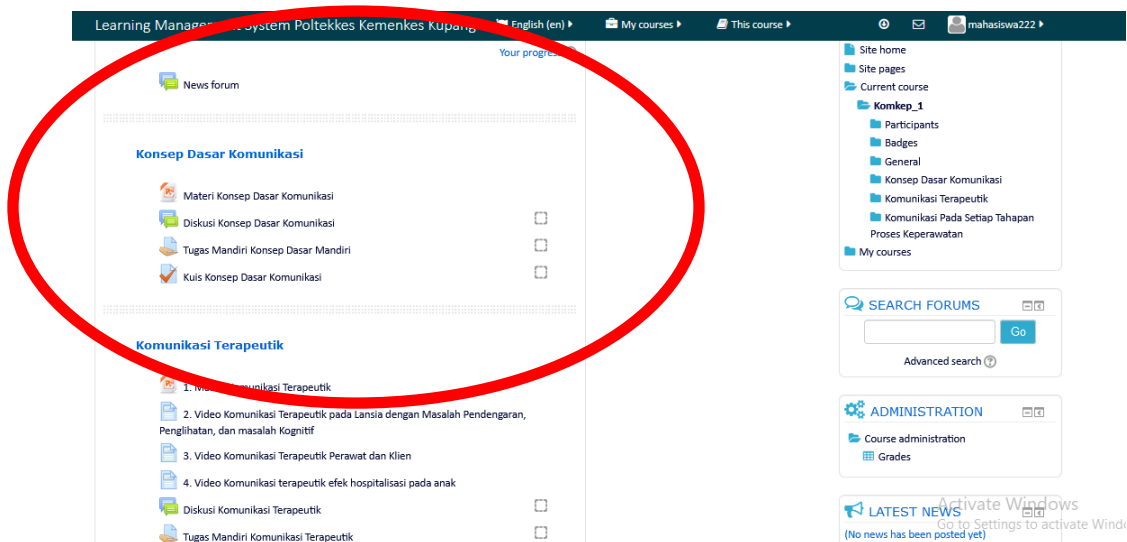 Learning Management System Poltekkes Kemenkes Kupang
English (en)
My courses
This course
mahasiswa222
Your progress
News forum
Konsep Dasar Komunikasi
Materi Konsep Dasar Komunikasi
Diskusi Konsep Dasar Komunikasi
Tugas Mandiri Konsep Dasar Mandiri
Kuis Konsep Dasar Komunikasi
Komunikasi Terapeutik
1. Materi Komunikasi Terapeutik
2. Video Komunikasi Terapeutik pada Lansia dengan Masalah Pendengaran,
Penglihatan, dan masalah Kognitif
3. Video Komunikasi Terapeutik Perawat dan Klien
4. Video Komunikasi terapeutik efek hospitalisasi pada anak
Diskusi Komunikasi Terapeutik
Tugas Mandiri Komunikasi Terapeutik
Site home
Site pages
Current course
Komkep_1
Participants
Badges
General
Konsep Dasar Komunikasi
Komunikasi Terapeutik
Komunikasi Pada Setiap Tahapan
Proses Keperawatan
My courses
SEARCH FORUMS
Go
Advanced search
ADMINISTRATION
Course administration
Grades
LATEST NEWS
(No news has been posted yet)
Activate Windows
Go to Settings to activate Windo